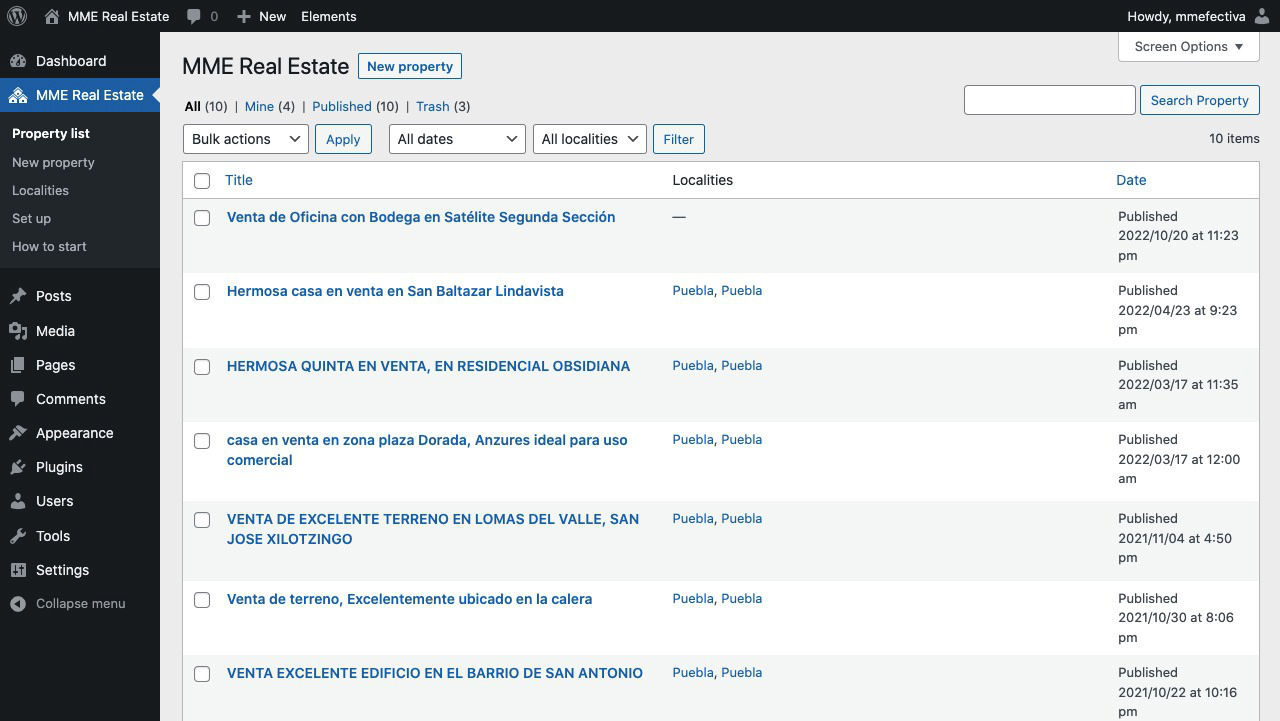 MME Real Estate 0 New Elements Howdy, mmefectiva
Dashboard
MME Real Estate
Property list
New property
Localities
Set up
How to start
Posts
Media
Pages
Comments
Appearance
Plugins
Users
Tools
Settings
Collapse menu
Screen Options ▼
MME Real Estate New property
All (10) | Mine (4) | Published (10) | Trash (3)
Search Property
Bulk actions Apply All dates All localities Filter 10 items
Title Localities Date
Venta de Oficina con Bodega en Satélite Segunda Sección — Published
2022/10/20 at 11:23
pm
Hermosa casa en venta en San Baltazar Lindavista Puebla, Puebla Published
2022/04/23 at 9:23
pm
HERMOSA QUINTA EN VENTA, EN RESIDENCIAL OBSIDIANA Puebla, Puebla Published
2022/03/17 at 11:35
am
casa en venta en zona plaza Dorada, Anzures ideal para uso Puebla, Puebla Published
comercial 2022/03/17 at 12:00
am
VENTA DE EXCELENTE TERRENO EN LOMAS DEL VALLE, SAN Puebla, Puebla Published
JOSE XILOTZINGO 2021/11/04 at 4:50
pm
Venta de terreno, Excelentemente ubicado en la calera Puebla, Puebla Published
2021/10/30 at 8:06
pm
VENTA EXCELENTE EDIFICIO EN EL BARRIO DE SAN ANTONIO Puebla, Puebla Published
2021/10/22 at 10:16
pm